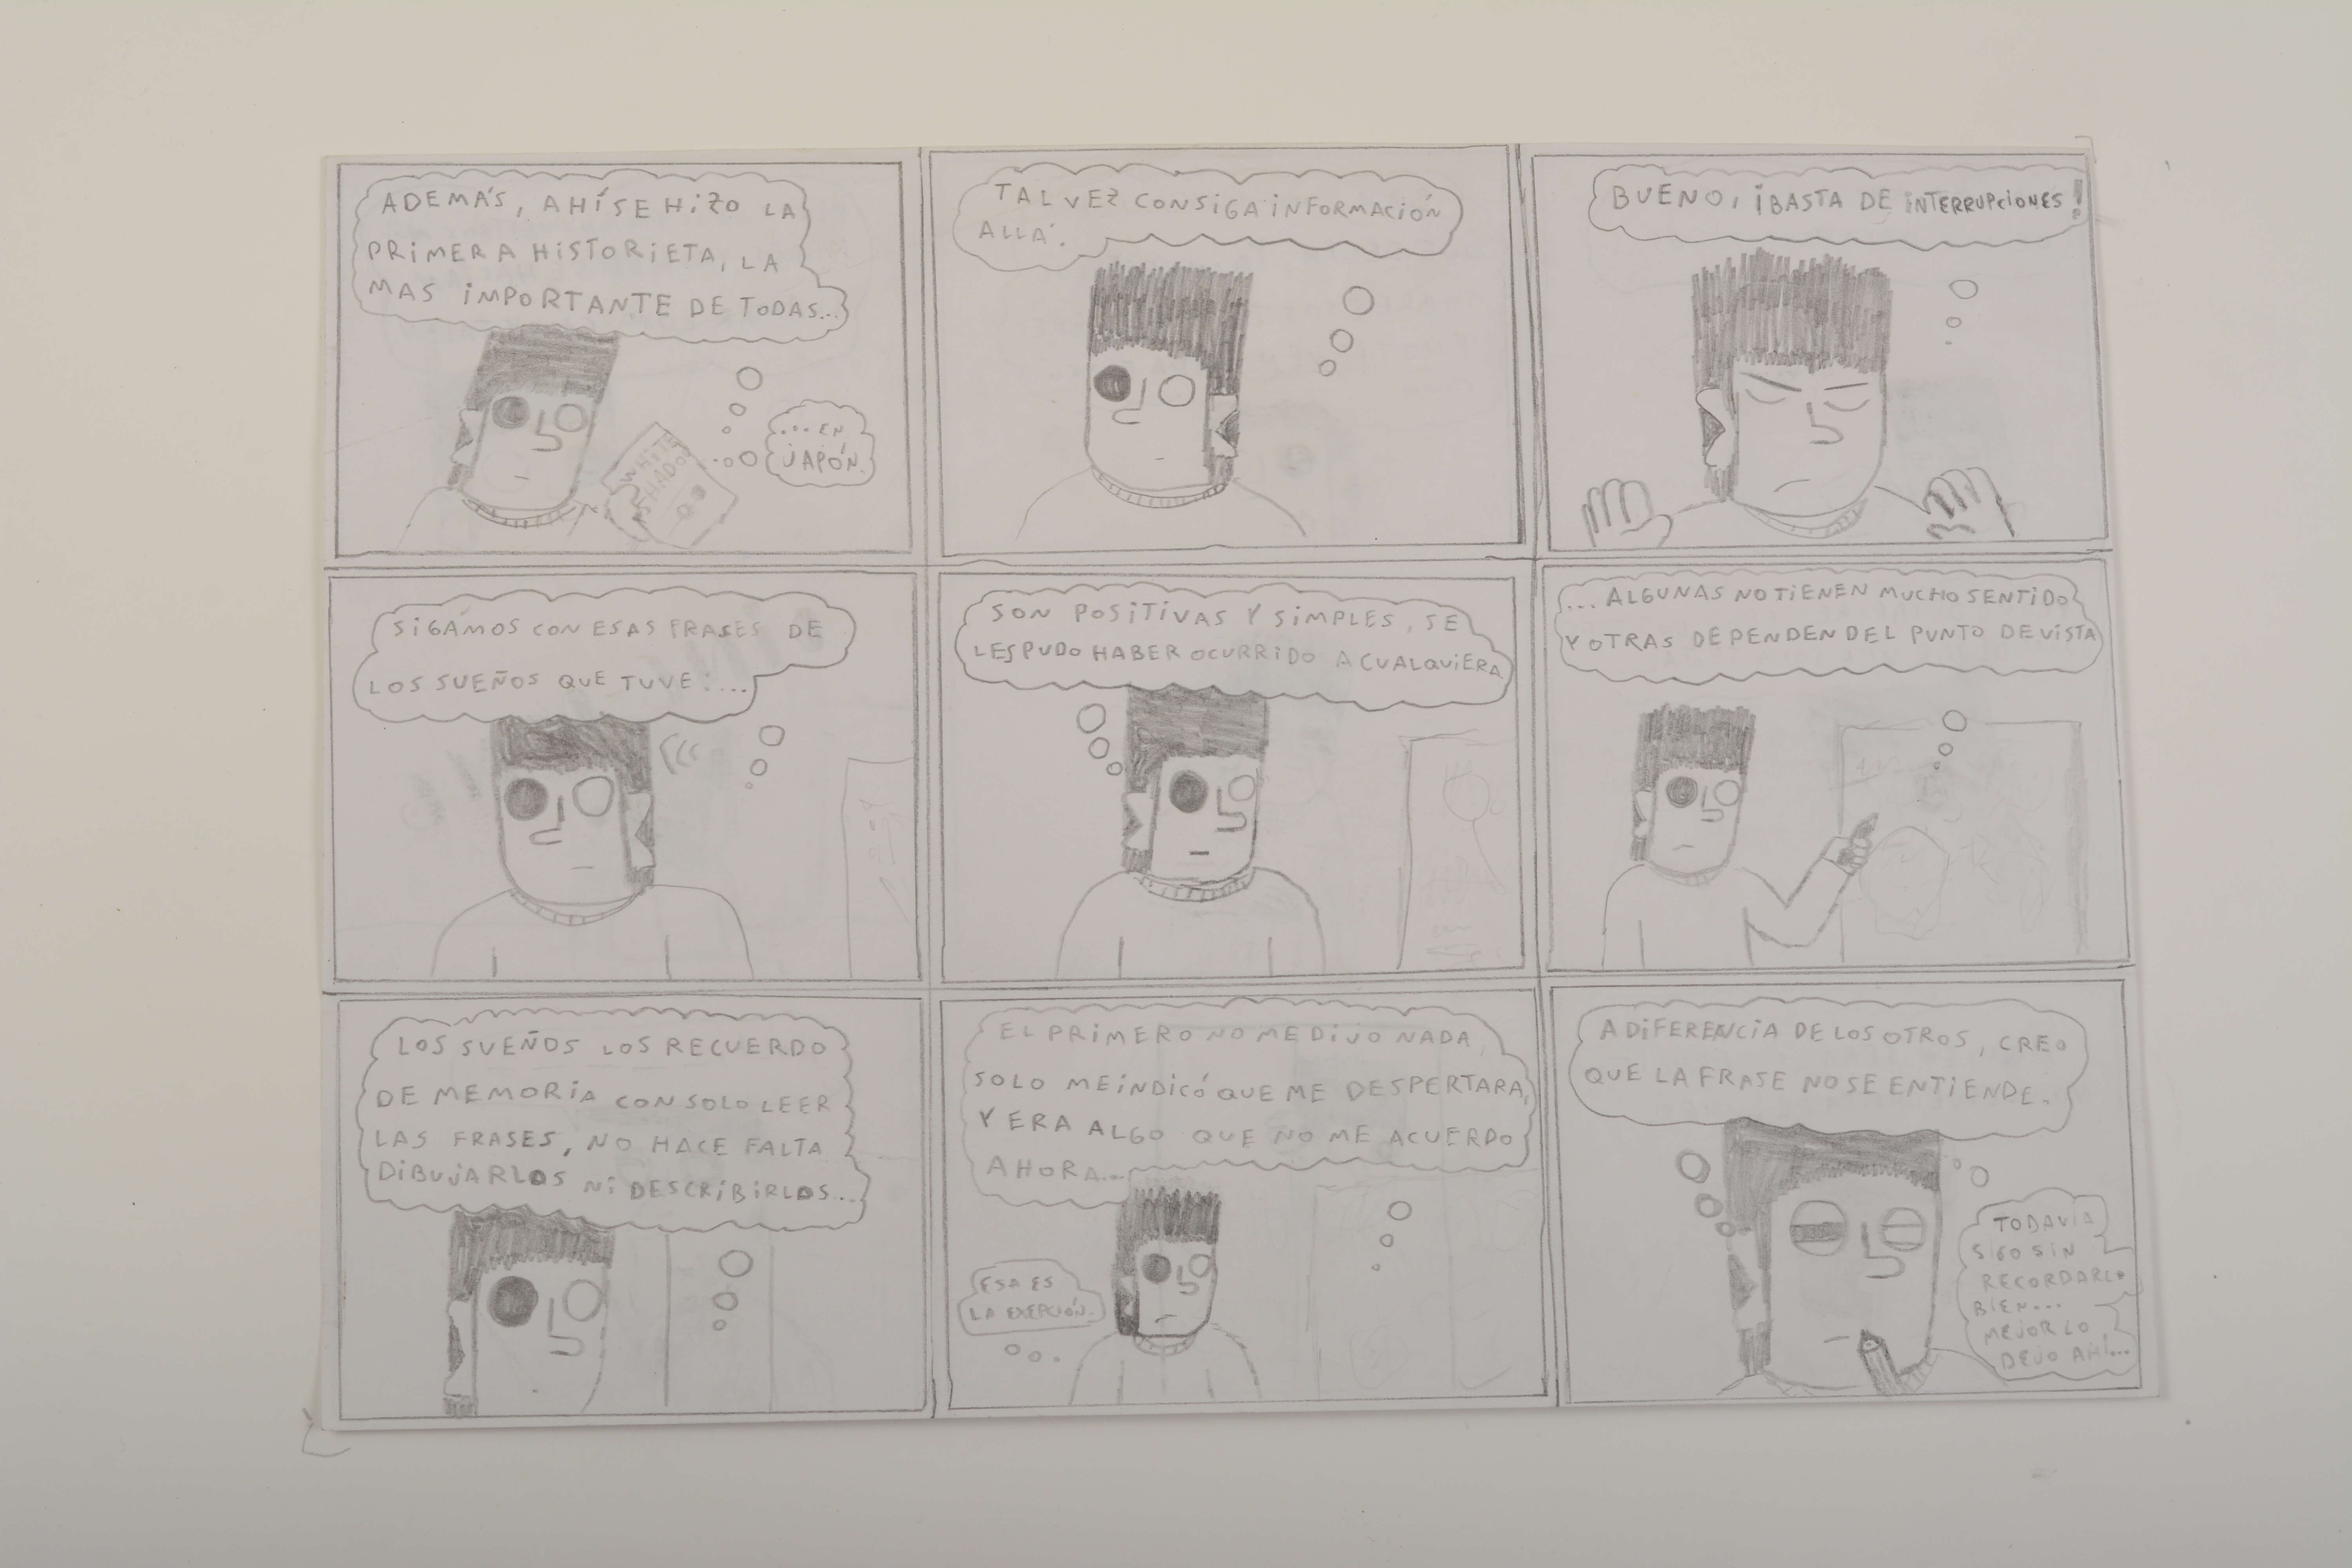 ADEMÁS, AHÍ SE HIZO LA
PRIMERA HISTORIETA, LA
MAS IMPORTANTE DE TODAS...
...EN
JAPÓN.
WHITE
SHADO
TAL VEZ CONSIGA INFORMACIÓN
ALLÁ.
BUENO, ¡BASTA DE INTERRUPCIONES!
SIGÁMOS CON ESAS FRASES DE
LOS SUEÑOS QUE TUVE:...
SON POSITIVAS Y SIMPLES, SE
LES PUDO HABER OCURRIDO A CUALQUIERA
...ALGUNAS NO TIENEN MUCHO SENTIDO
Y OTRAS DEPENDEN DEL PUNTO DE VISTA
LOS SUEÑOS LOS RECUERDO
DE MEMORIA CON SOLO LEER
LAS FRASES, NO HACE FALTA
DIBUJARLOS NI DESCRIBIRLOS...
EL PRIMERO NO ME DIJO NADA,
SOLO ME INDICÓ QUE ME DESPERTARA,
Y ERA ALGO QUE NO ME ACUERDO
AHORA...
ESA ES
LA EXEPCIÓN.
A DIFERENCIA DE LOS OTROS, CREO
QUE LA FRASE NO SE ENTIENDE.
TODAVÍA
SIGO SIN
RECORDARLO
BIEN...
MEJOR LO
DEJO AHÍ...